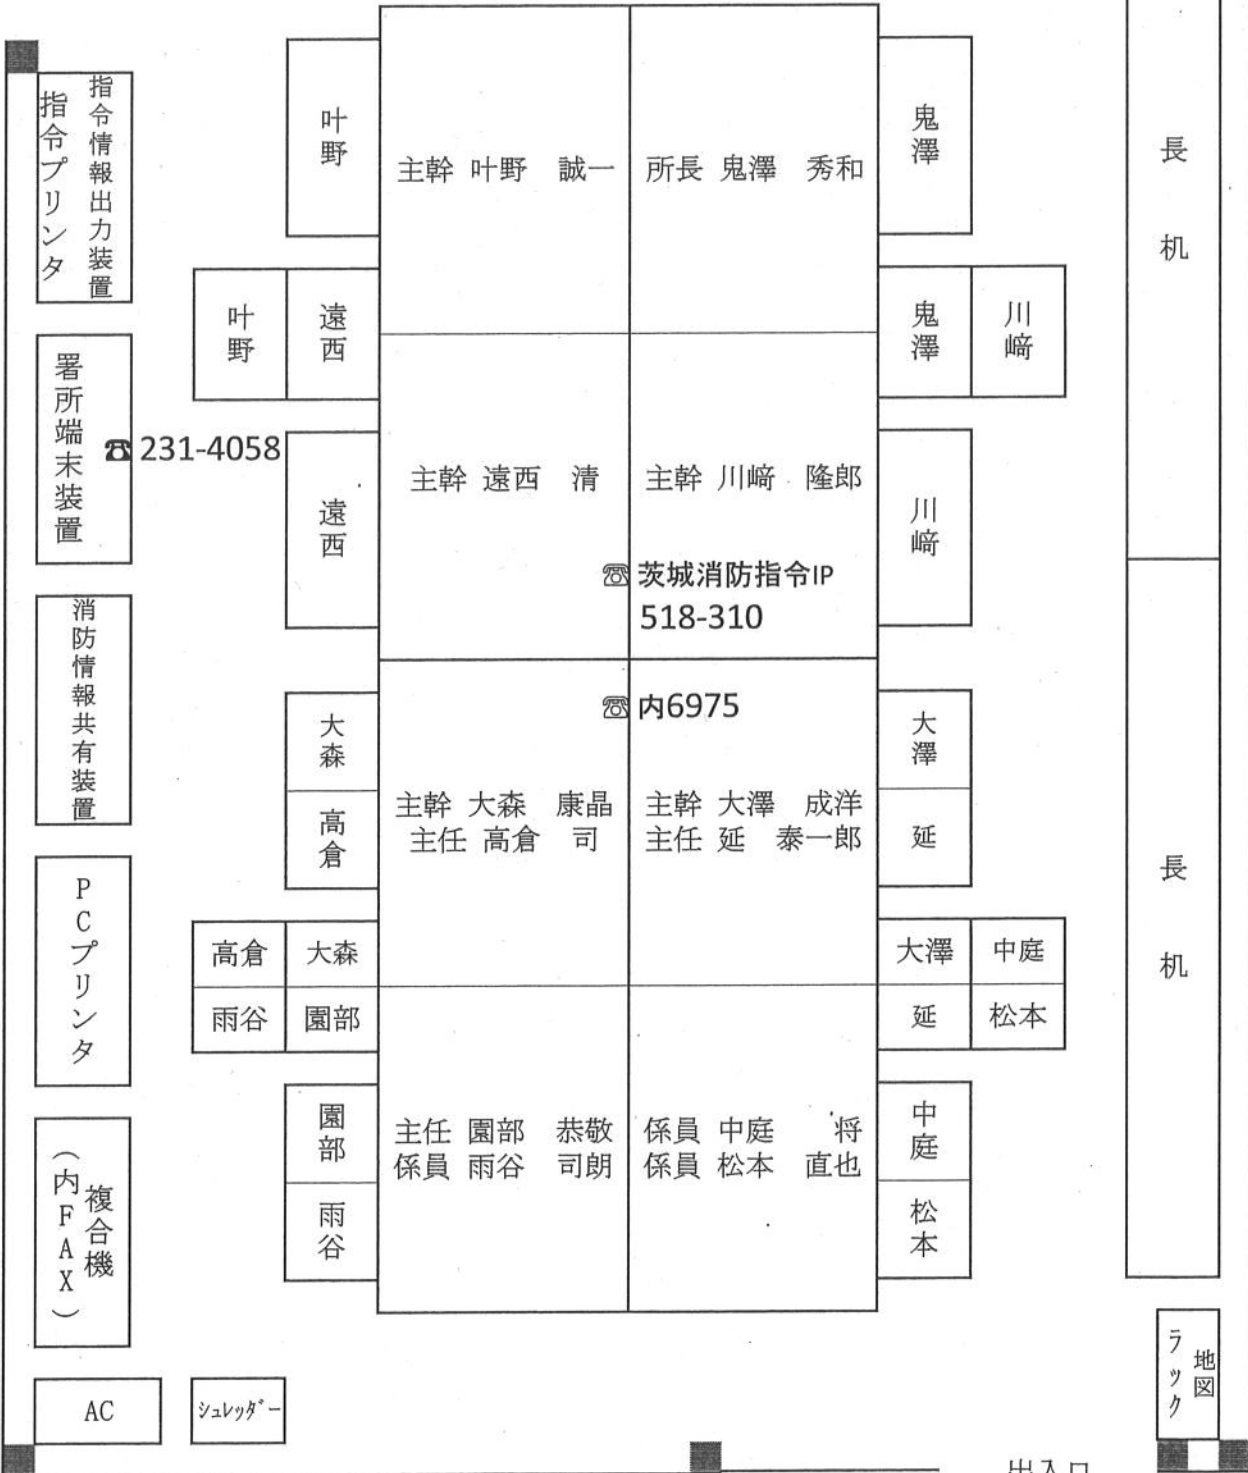 指令情報出力装置
指令プリンタ
署所端末装置
☎ 231-4058
消防情報共有装置
PCプリンタ
複合機
（内FAX）
AC
ｼｭﾚｯﾀﾞｰ
叶野
主幹 叶野　誠一
所長 鬼澤　秀和
鬼澤
叶野
遠西
鬼澤
川﨑
遠西
主幹 遠西　清
主幹 川﨑　隆郎
川﨑
☎ 茨城消防指令IP
518-310
☎ 内6975
大森
高倉
主幹 大森　康晶
主任 高倉　司
主幹 大澤　成洋
主任 延　泰一郎
大澤
延
高倉
大森
雨谷
園部
大澤
中庭
延
松本
園部
雨谷
主任 園部　恭敬
係員 雨谷　司朗
係員 中庭　将
係員 松本　直也
中庭
松本
長机
長机
地図
ラック
出入口